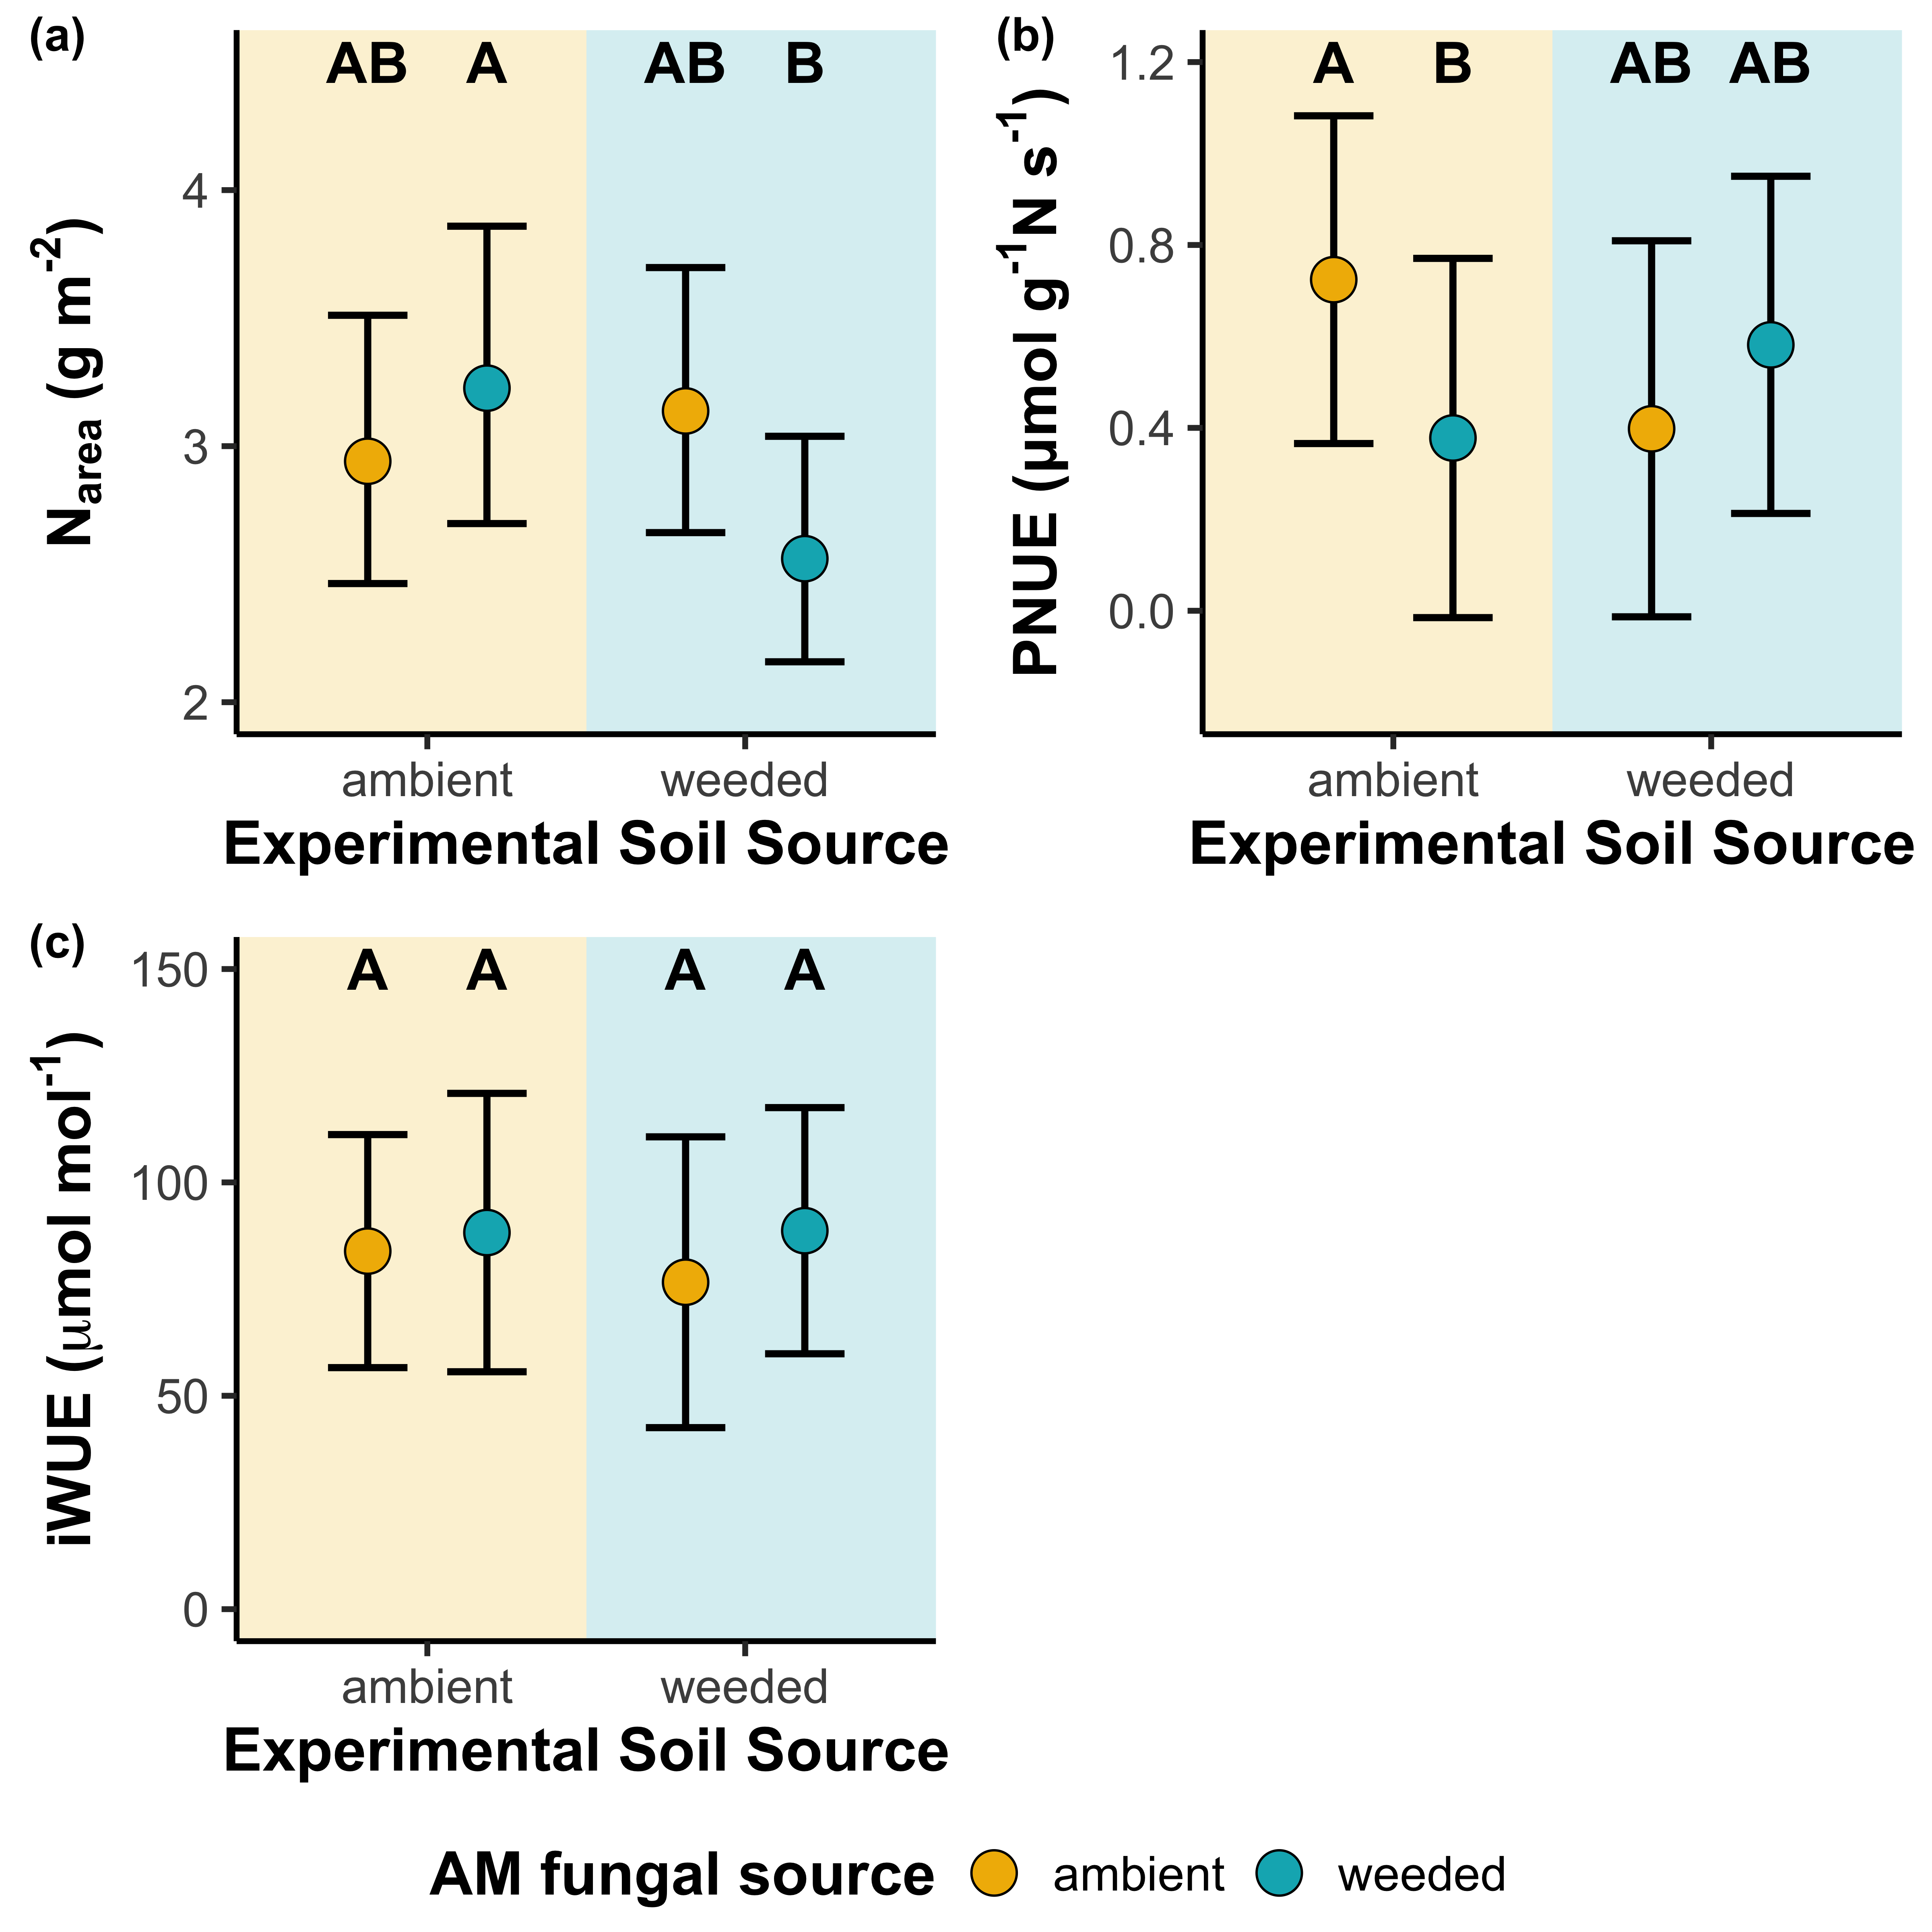 (a)
AB A AB B
4
3
2
N_area (g m^-2)
ambient weeded
Experimental Soil Source
(b)
A B AB AB
1.2
0.8
0.4
0.0
PNUE (µmol g^-1 N s^-1)
ambient weeded
Experimental Soil Source
(c)
A A A A
150
100
50
0
iWUE (μmol mol^-1)
ambient weeded
Experimental Soil Source
AM fungal source ambient weeded